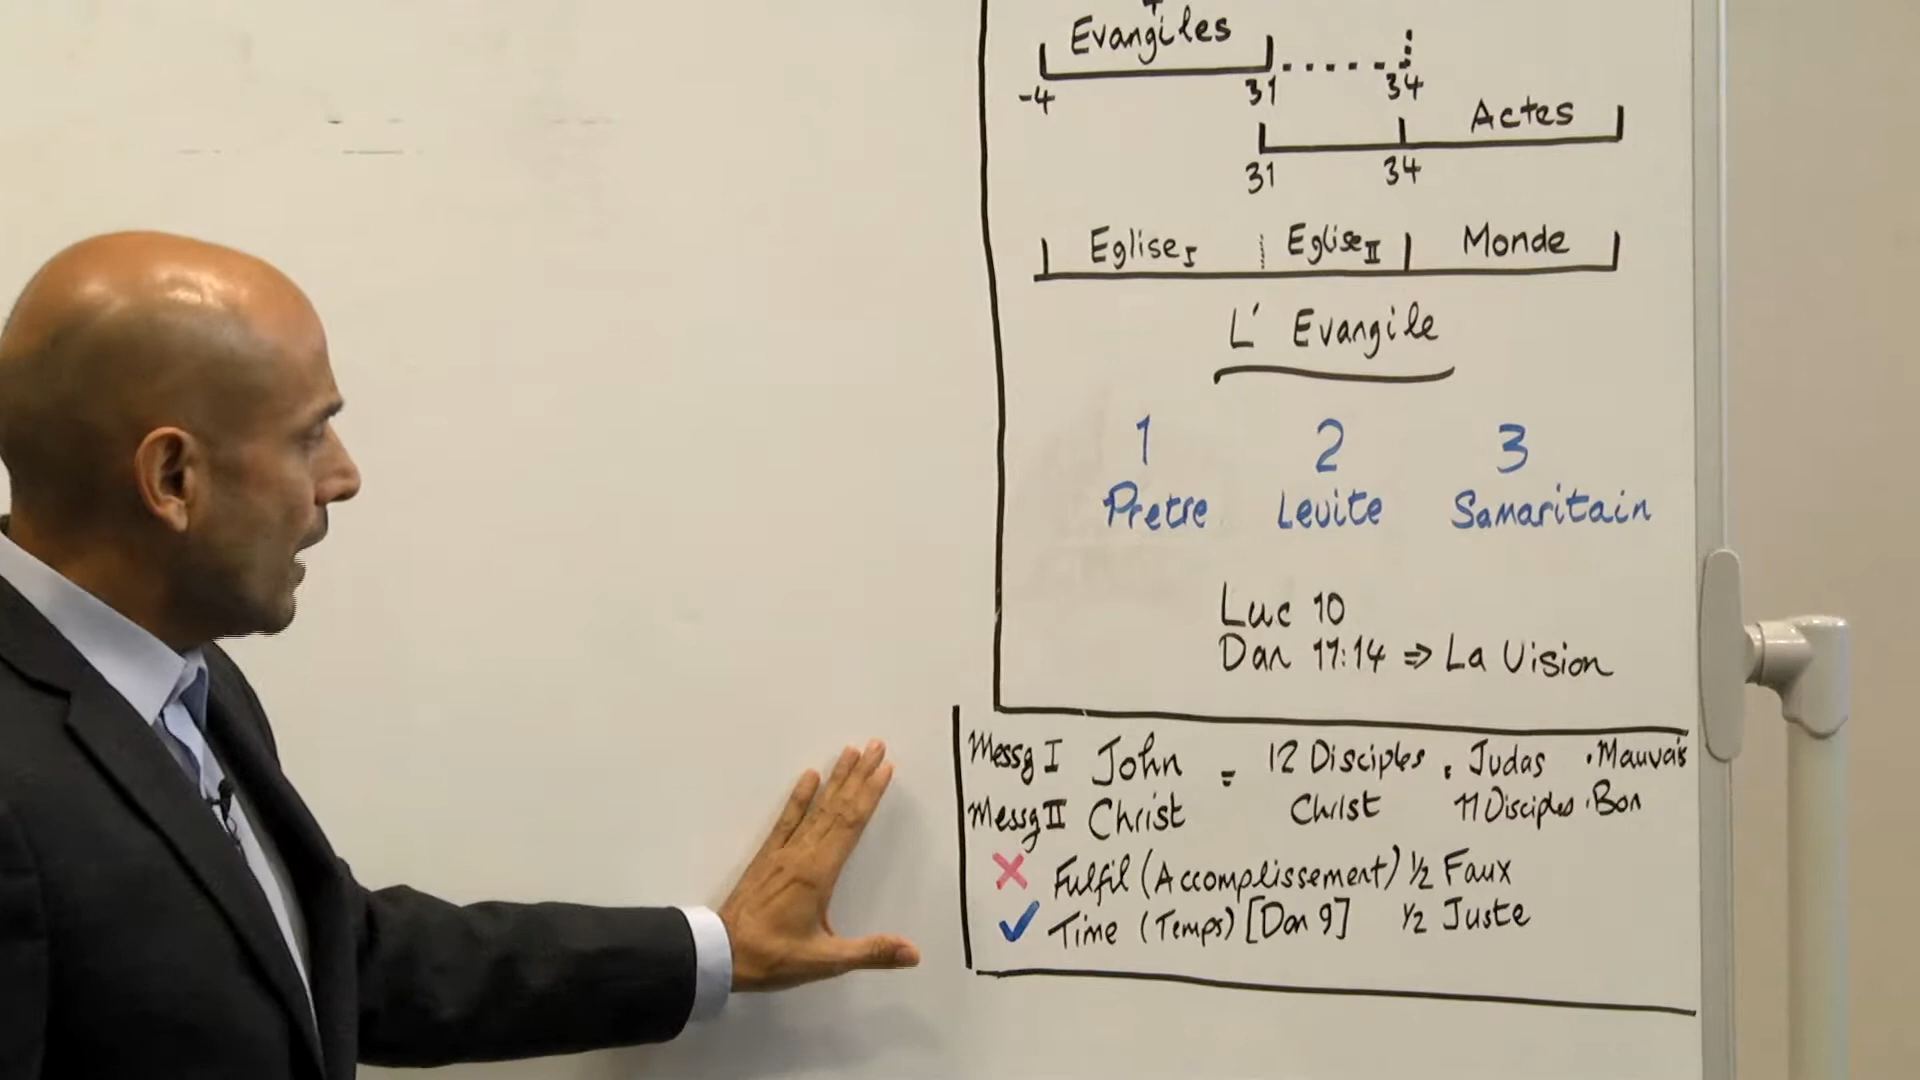 Evangiles
-4 31 34
Actes
31 34
Eglise I Eglise II Monde
L' Evangile
1 2 3
Pretre Levite Samaritain
Luc 10
Dan 11:14 ⇒ La Vision
Messg I John = 12 Disciples : Judas · Mauvais
Messg II Christ Christ 11 Disciples · Bon
✗ Fulfil (Accomplissement) 1/2 Faux
✓ Time (Temps) [Dan 9] 1/2 Juste